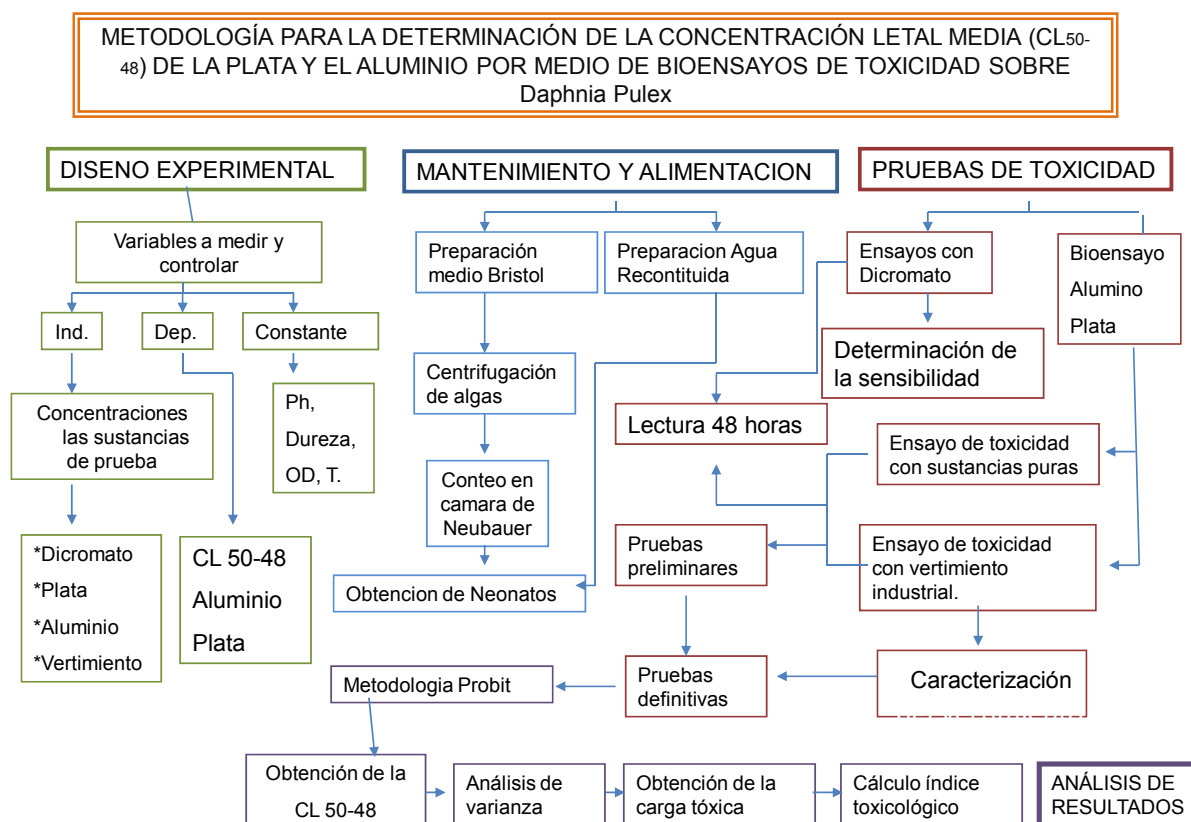 METODOLOGÍA PARA LA DETERMINACIÓN DE LA CONCENTRACIÓN LETAL MEDIA (CL50-
48) DE LA PLATA Y EL ALUMINIO POR MEDIO DE BIOENSAYOS DE TOXICIDAD SOBRE
Daphnia Pulex
DISENO EXPERIMENTAL
Variables a medir y
controlar
Ind.
Dep.
Constante
Concentraciones
las sustancias
de prueba
Ph,
Dureza,
OD, T.
*Dicromato
*Plata
*Aluminio
*Vertimiento
CL 50-48
Aluminio
Plata
MANTENIMIENTO Y ALIMENTACION
Preparación
medio Bristol
Preparacion Agua
Recontituida
Centrifugación
de algas
Conteo en
camara de
Neubauer
Obtencion de Neonatos
PRUEBAS DE TOXICIDAD
Ensayos con
Dicromato
Bioensayo
Alumino
Plata
Determinación de
la sensibilidad
Lectura 48 horas
Ensayo de toxicidad
con sustancias puras
Pruebas
preliminares
Ensayo de toxicidad
con vertimiento
industrial.
Caracterización
Pruebas
definitivas
Metodologia Probit
Obtención de la
CL 50-48
Análisis de
varianza
Obtención de la
carga tóxica
Cálculo índice
toxicológico
ANÁLISIS DE
RESULTADOS